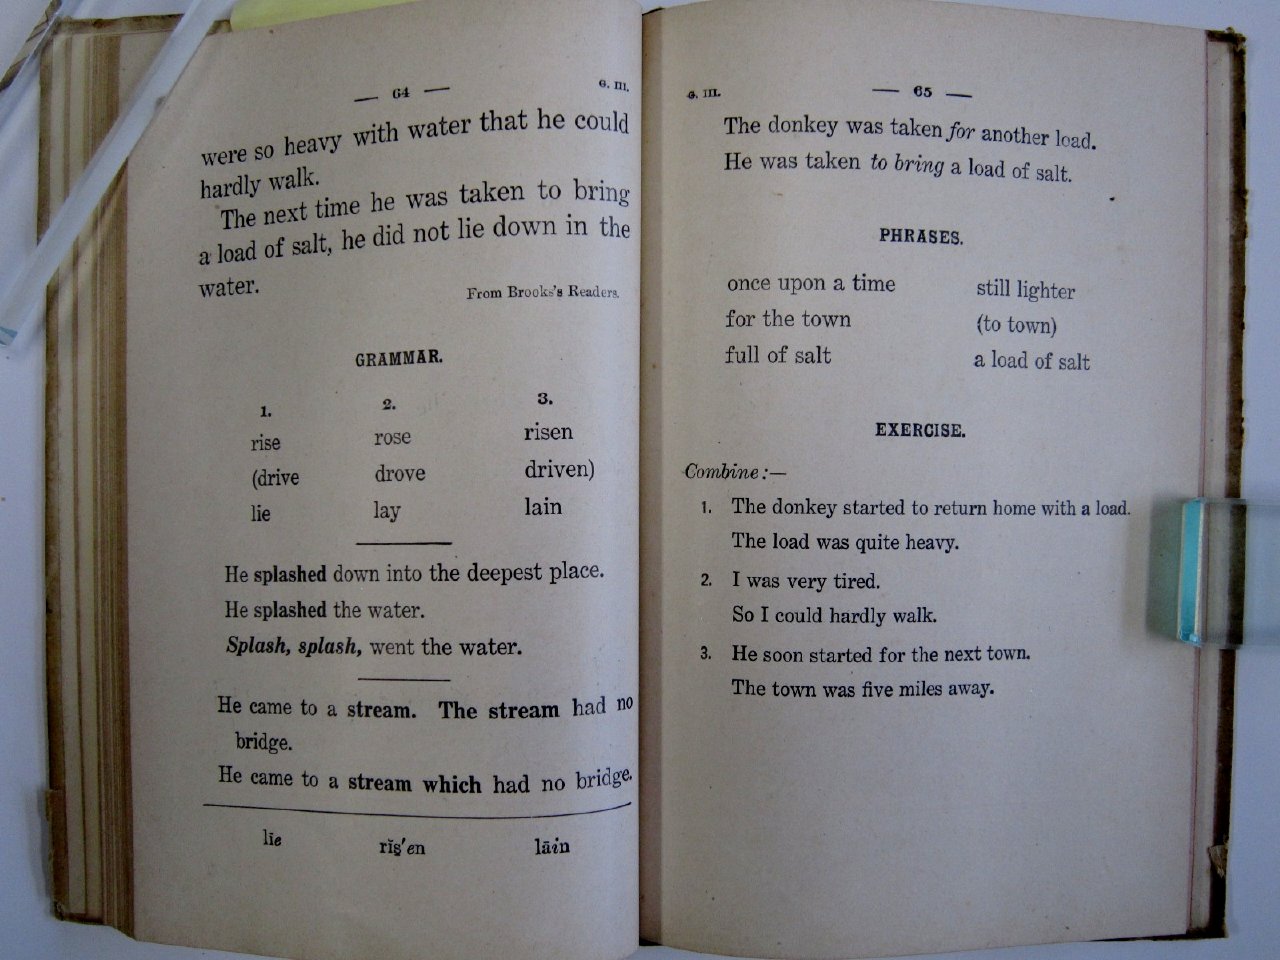 — 64 —
G. III.
were so heavy with water that he could
hardly walk.
The next time he was taken to bring
a load of salt, he did not lie down in the
water.
From Brooks's Readers.
GRAMMAR.
1. 2. 3.
rise rose risen
(drive drove driven)
lie lay lain
He splashed down into the deepest place.
He splashed the water.
Splash, splash, went the water.
He came to a stream. The stream had no
bridge.
He came to a stream which had no bridge.
līe rĭs̱′en lāin
G. III.
— 65 —
The donkey was taken for another load.
He was taken to bring a load of salt.
PHRASES.
once upon a time still lighter
for the town (to town)
full of salt a load of salt
EXERCISE.
Combine :—
1. The donkey started to return home with a load.
The load was quite heavy.
2. I was very tired.
So I could hardly walk.
3. He soon started for the next town.
The town was five miles away.